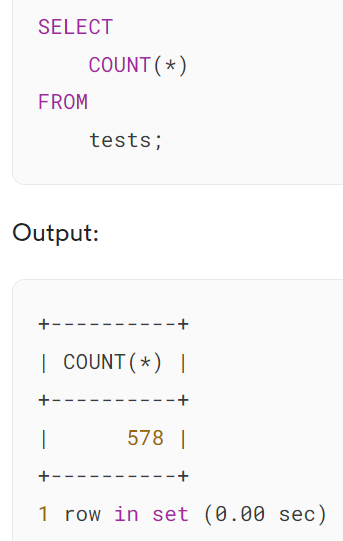 SELECT
    COUNT(*)
FROM
    tests;
Output:
+----------+
| COUNT(*) |
+----------+
|      578 |
+----------+
1 row in set (0.00 sec)